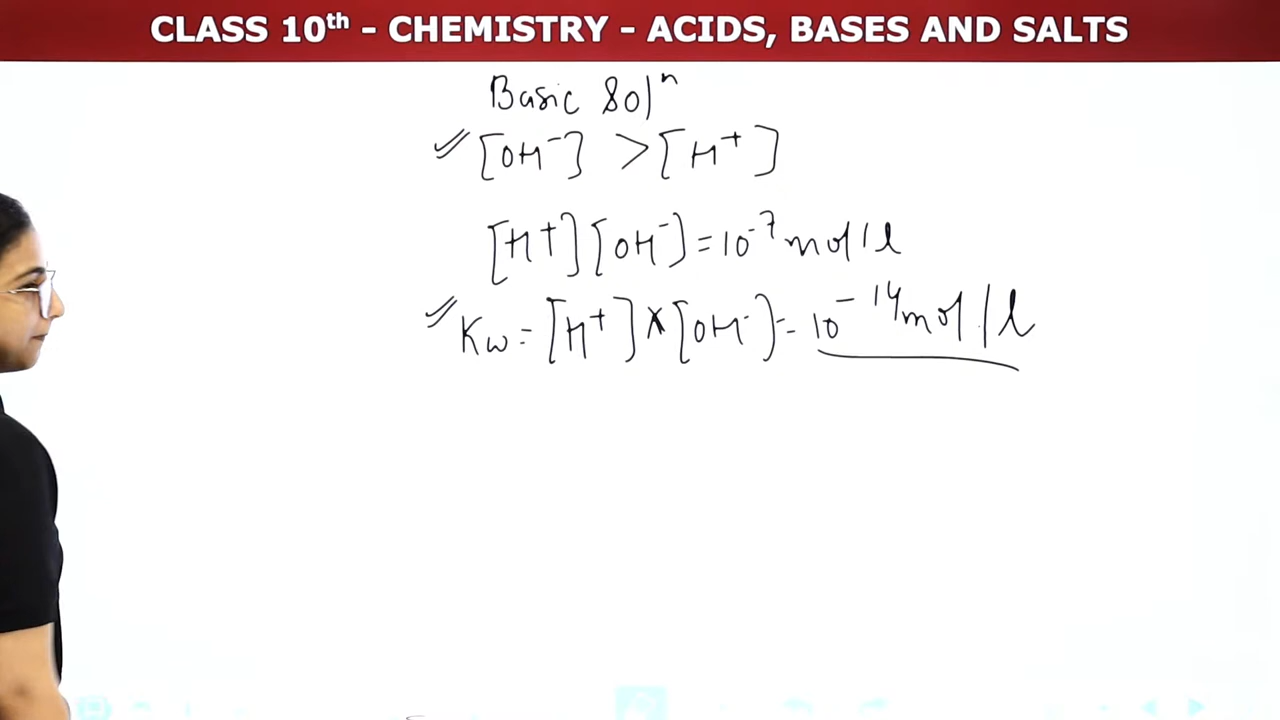 CLASS 10th - CHEMISTRY - ACIDS, BASES AND SALTS
Basic Solⁿ
[OH⁻] > [H⁺]
[H⁺][OH⁻] = 10⁻⁷ mol/l
Kw = [H⁺] × [OH⁻] = 10⁻¹⁴ mol/l